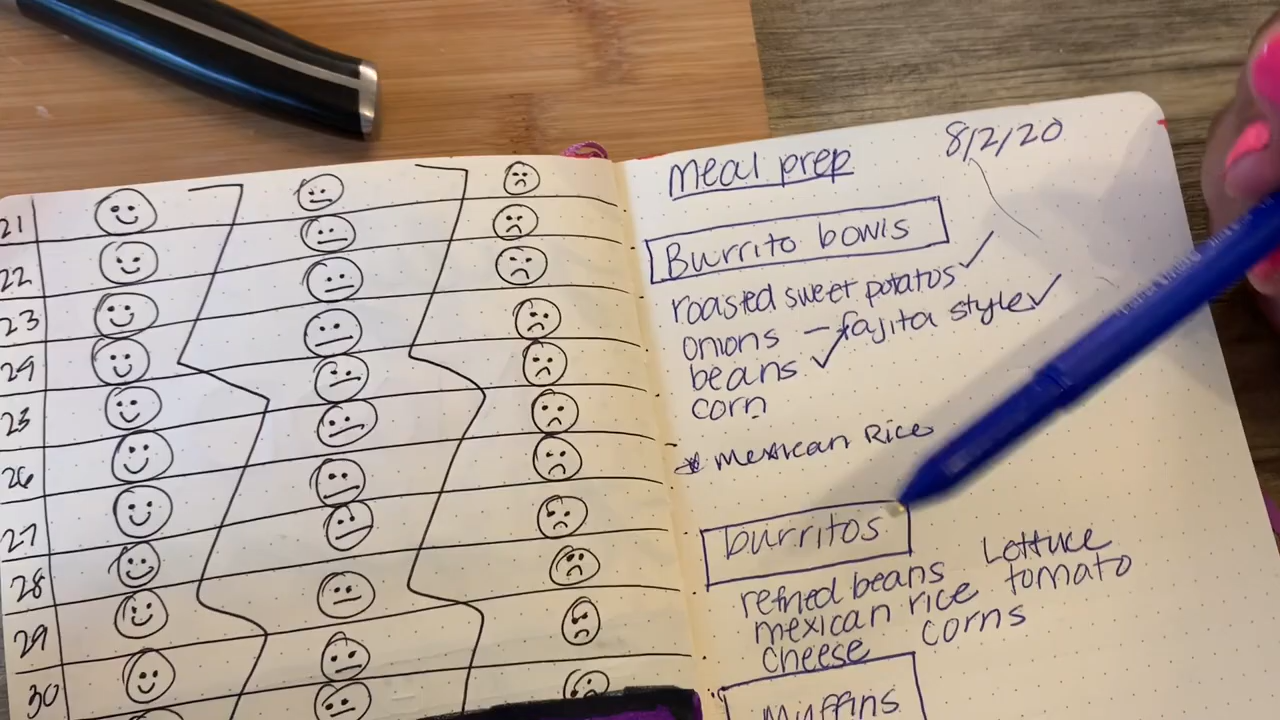 21
22
23
24
25
26
27
28
29
30
Meal prep
8/2/20
Burrito bowls
roasted sweet potatos
onions — fajita style
beans
corn
* mexican Rice
burritos
refried beans Lettuce
mexican rice tomato
cheese corns
Muffins